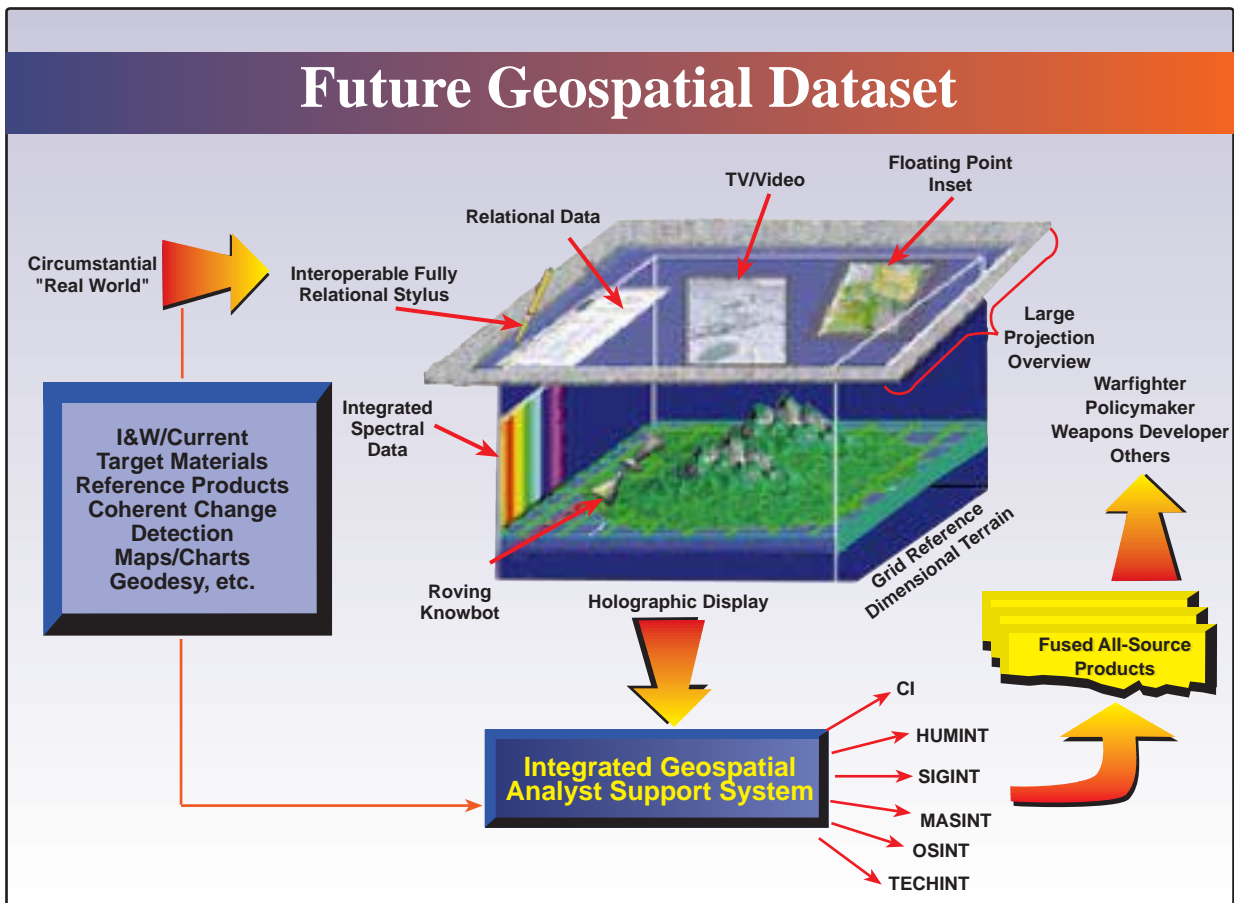 Future Geospatial Dataset
Circumstantial
"Real World"
Interoperable Fully
Relational Stylus
Relational Data
TV/Video
Floating Point
Inset
Large
Projection
Overview
I&W/Current
Target Materials
Reference Products
Coherent Change
Detection
Maps/Charts
Geodesy, etc.
Integrated
Spectral
Data
Roving
Knowbot
Holographic Display
Grid Reference
Dimensional Terrain
Warfighter
Policymaker
Weapons Developer
Others
Fused All-Source
Products
Integrated Geospatial
Analyst Support System
CI
HUMINT
SIGINT
MASINT
OSINT
TECHINT